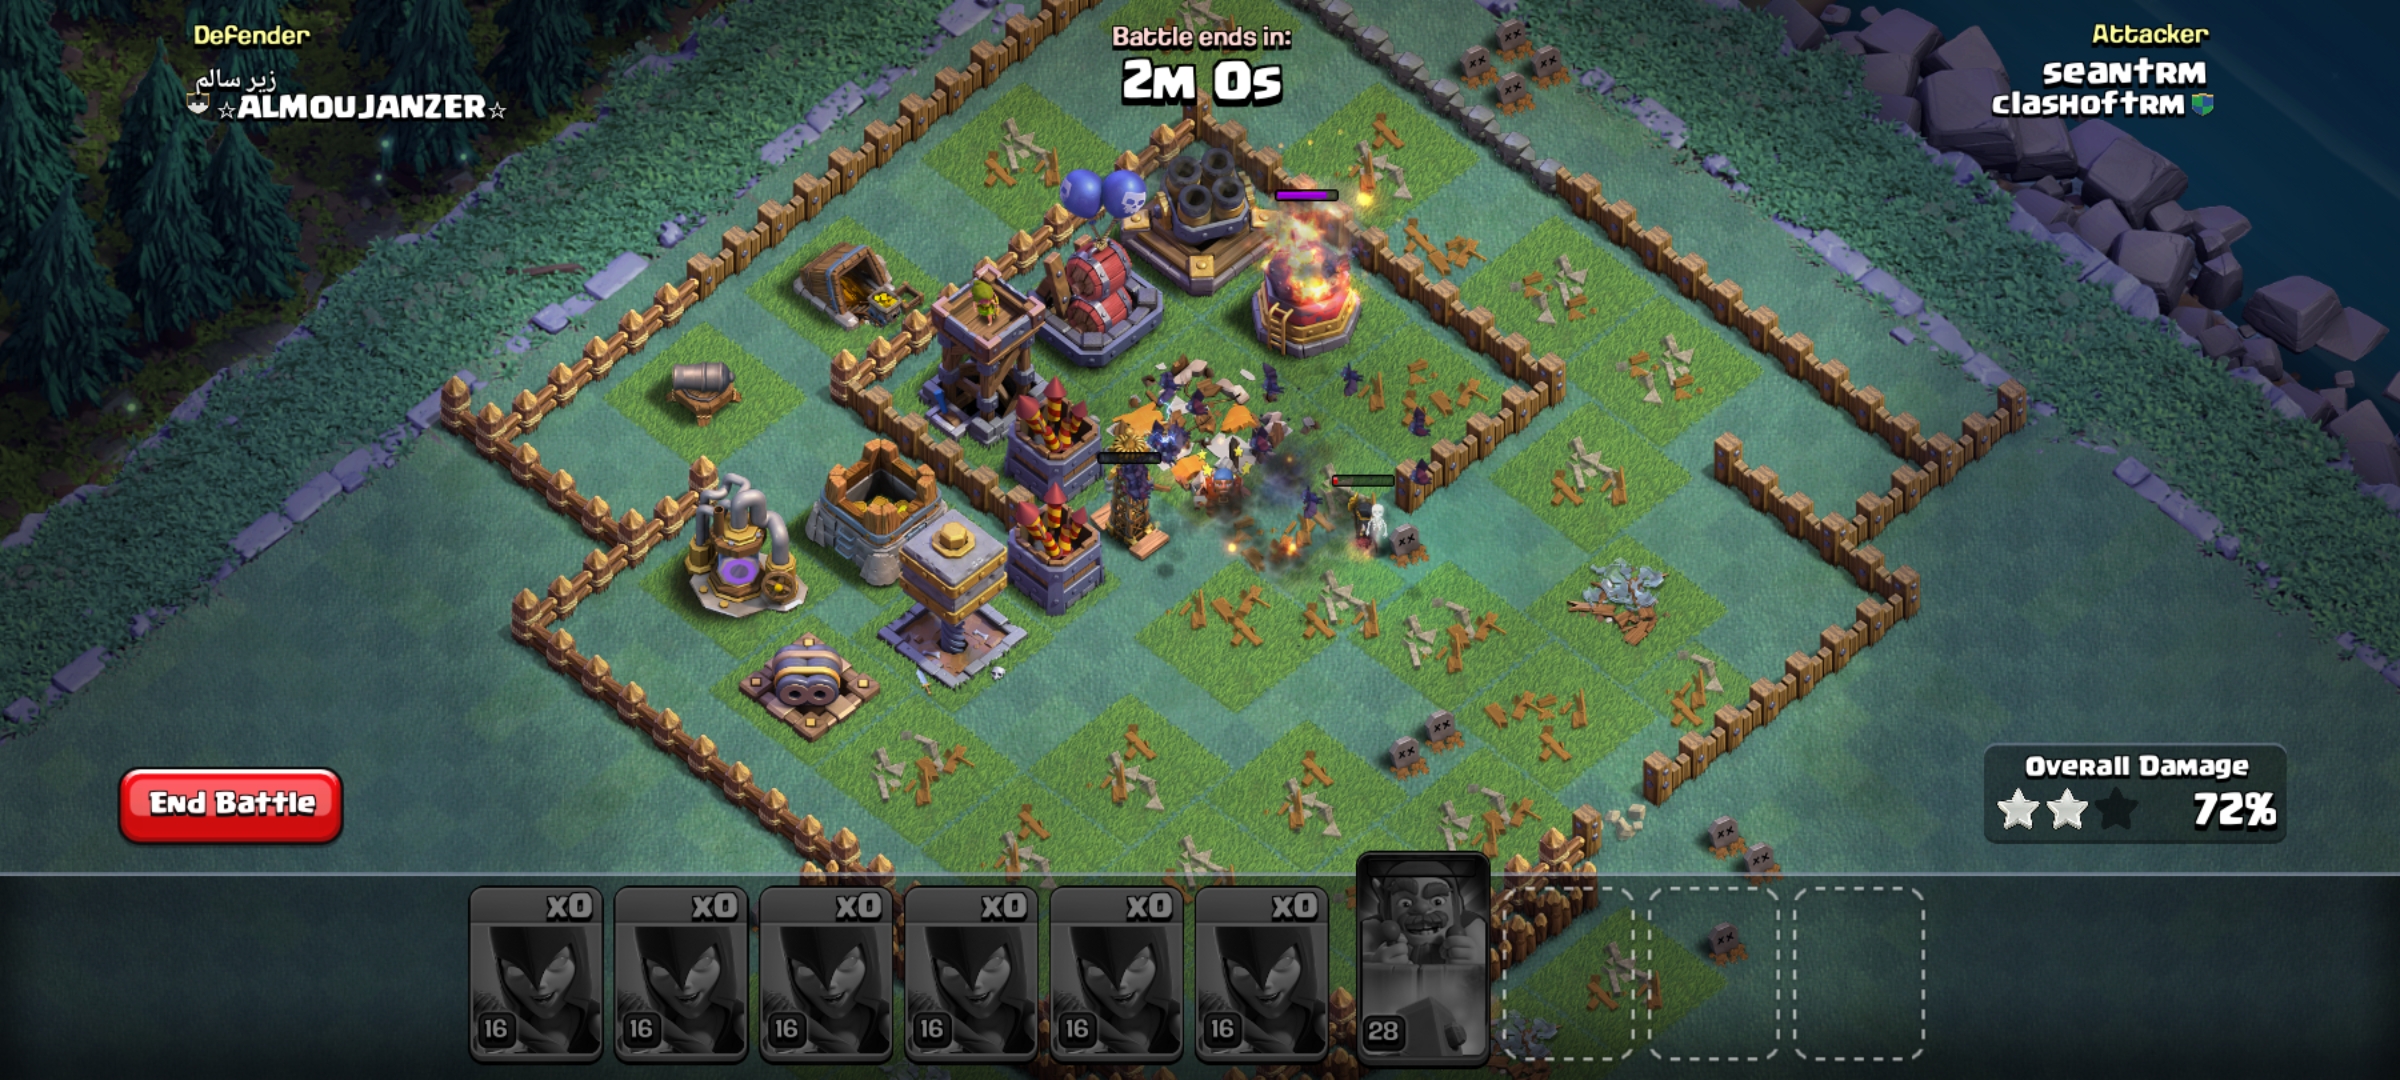 Defender
زير سالم
☆ALMOUJANZER☆
Battle ends in:
2M 0S
Attacker
seantRM
clashoftRM
End Battle
Overall Damage
72%
x0 x0 x0 x0 x0 x0
16 16 16 16 16 16 28